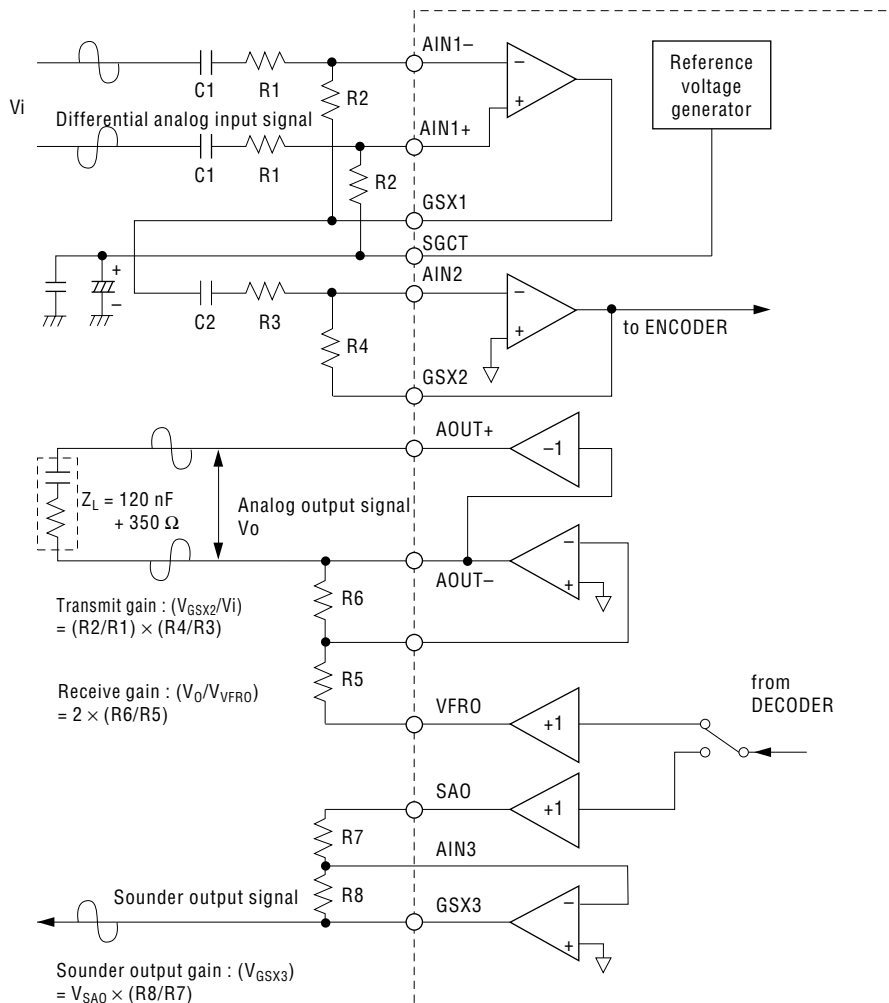 AIN1–
C1
R1
R2
–
+
Reference
voltage
generator
Vi
Differential analog input signal
AIN1+
C1
R1
R2
GSX1
SGCT
AIN2
+
–
C2
R3
R4
–
+
to ENCODER
GSX2
AOUT+
–1
ZL = 120 nF
+ 350 Ω
Analog output signal
Vo
AOUT–
–
+
R6
Transmit gain : (VGSX2/Vi)
= (R2/R1) × (R4/R3)
R5
Receive gain : (VO/VVFRO)
= 2 × (R6/R5)
VFRO
+1
from
DECODER
SAO
+1
R7
AIN3
Sounder output signal
R8
GSX3
–
+
Sounder output gain : (VGSX3)
= VSAO × (R8/R7)